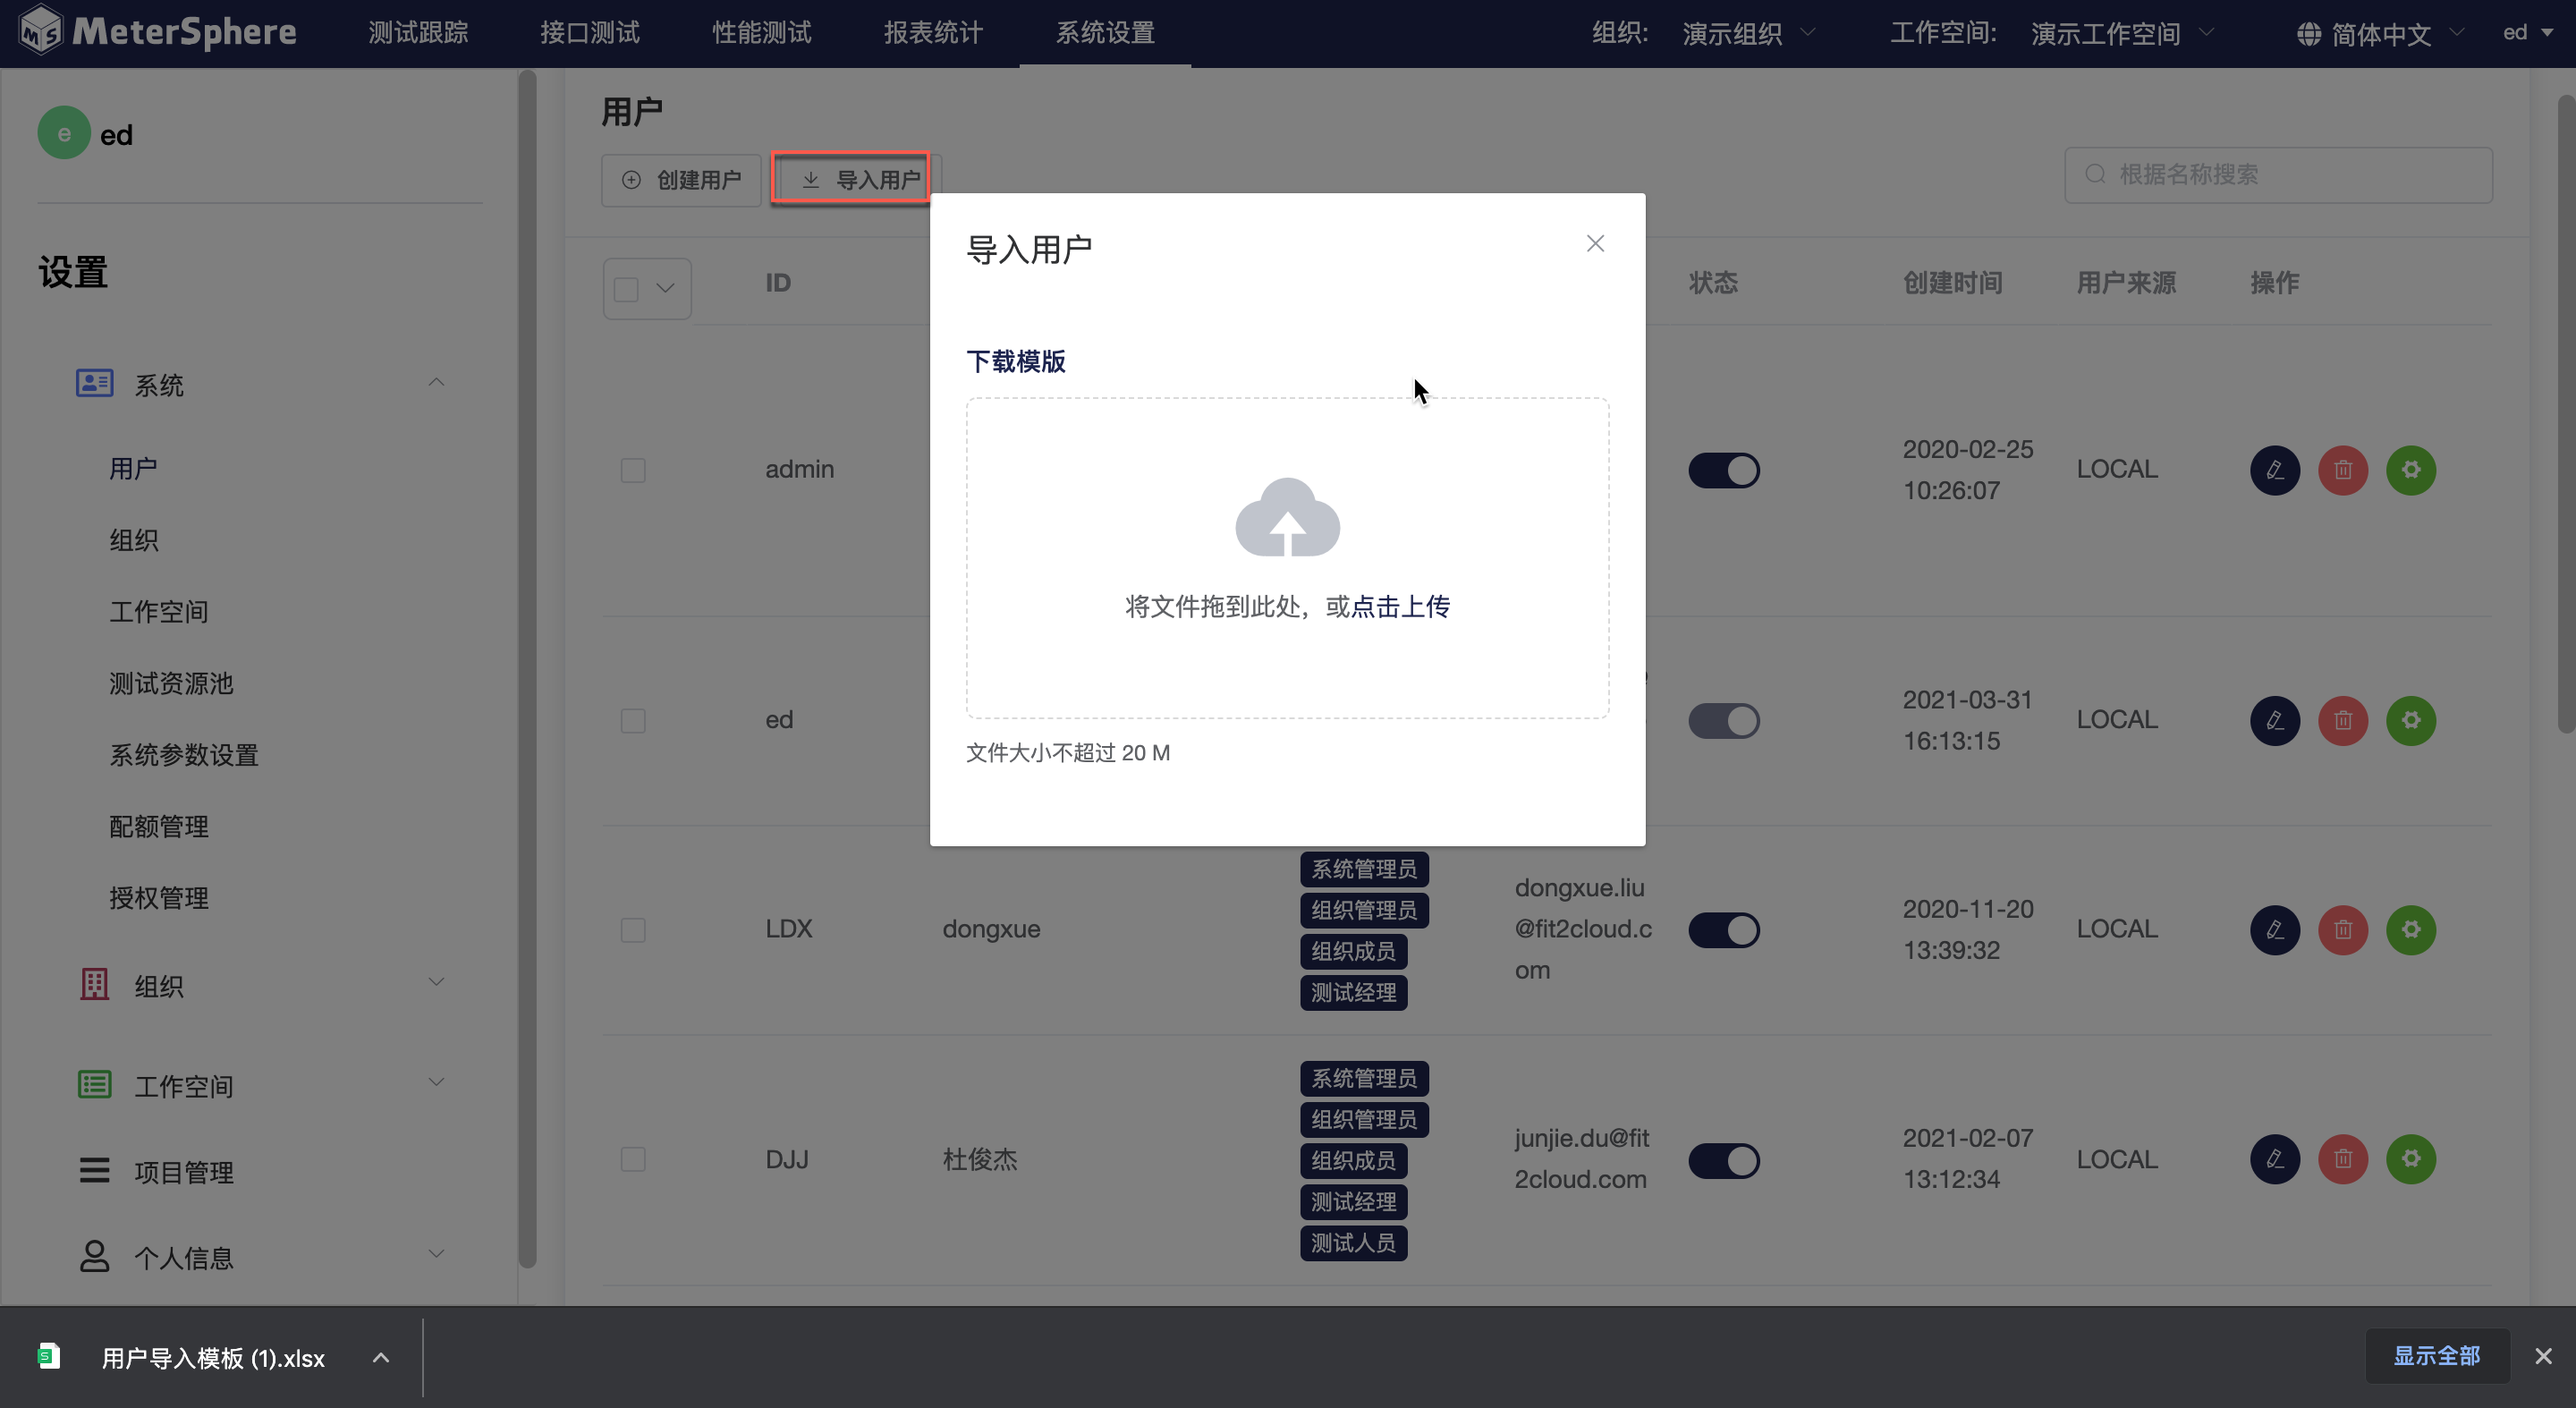 MeterSphere 测试跟踪 接口测试 性能测试 报表统计 系统设置 组织: 演示组织 工作空间: 演示工作空间 简体中文 ed
e ed
设置
系统
用户
组织
工作空间
测试资源池
系统参数设置
配额管理
授权管理
组织
工作空间
项目管理
个人信息
用户
创建用户 导入用户
根据名称搜索
ID 状态 创建时间 用户来源 操作
admin 2020-02-25 LOCAL
10:26:07
ed 2021-03-31 LOCAL
16:13:15
LDX dongxue
系统管理员
组织管理员
组织成员
测试经理
dongxue.liu
@fit2cloud.c
om
2020-11-20
13:39:32
LOCAL
DJJ 杜俊杰
系统管理员
组织管理员
组织成员
测试经理
测试人员
junjie.du@fit
2cloud.com
2021-02-07
13:12:34
LOCAL
导入用户
下载模版
将文件拖到此处，或点击上传
文件大小不超过 20 M
用户导入模板 (1).xlsx 显示全部